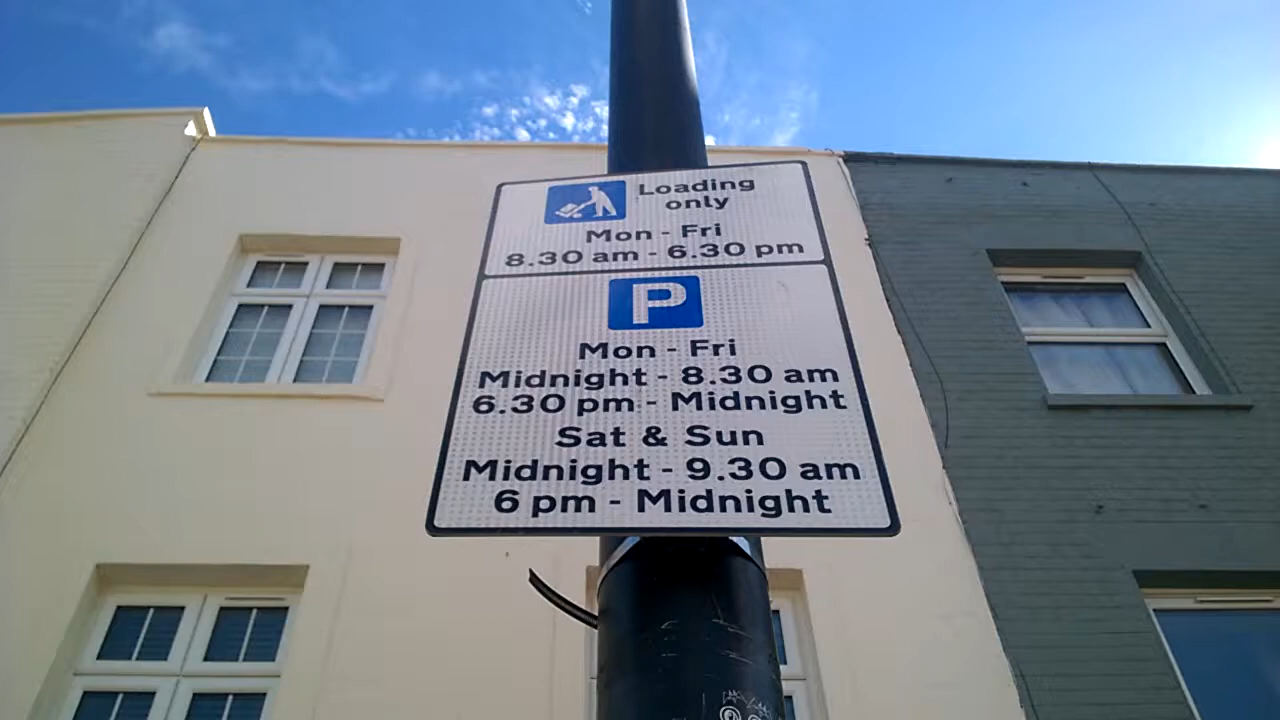 Loading
only
Mon - Fri
8.30 am - 6.30 pm
P
Mon - Fri
Midnight - 8.30 am
6.30 pm - Midnight
Sat & Sun
Midnight - 9.30 am
6 pm - Midnight